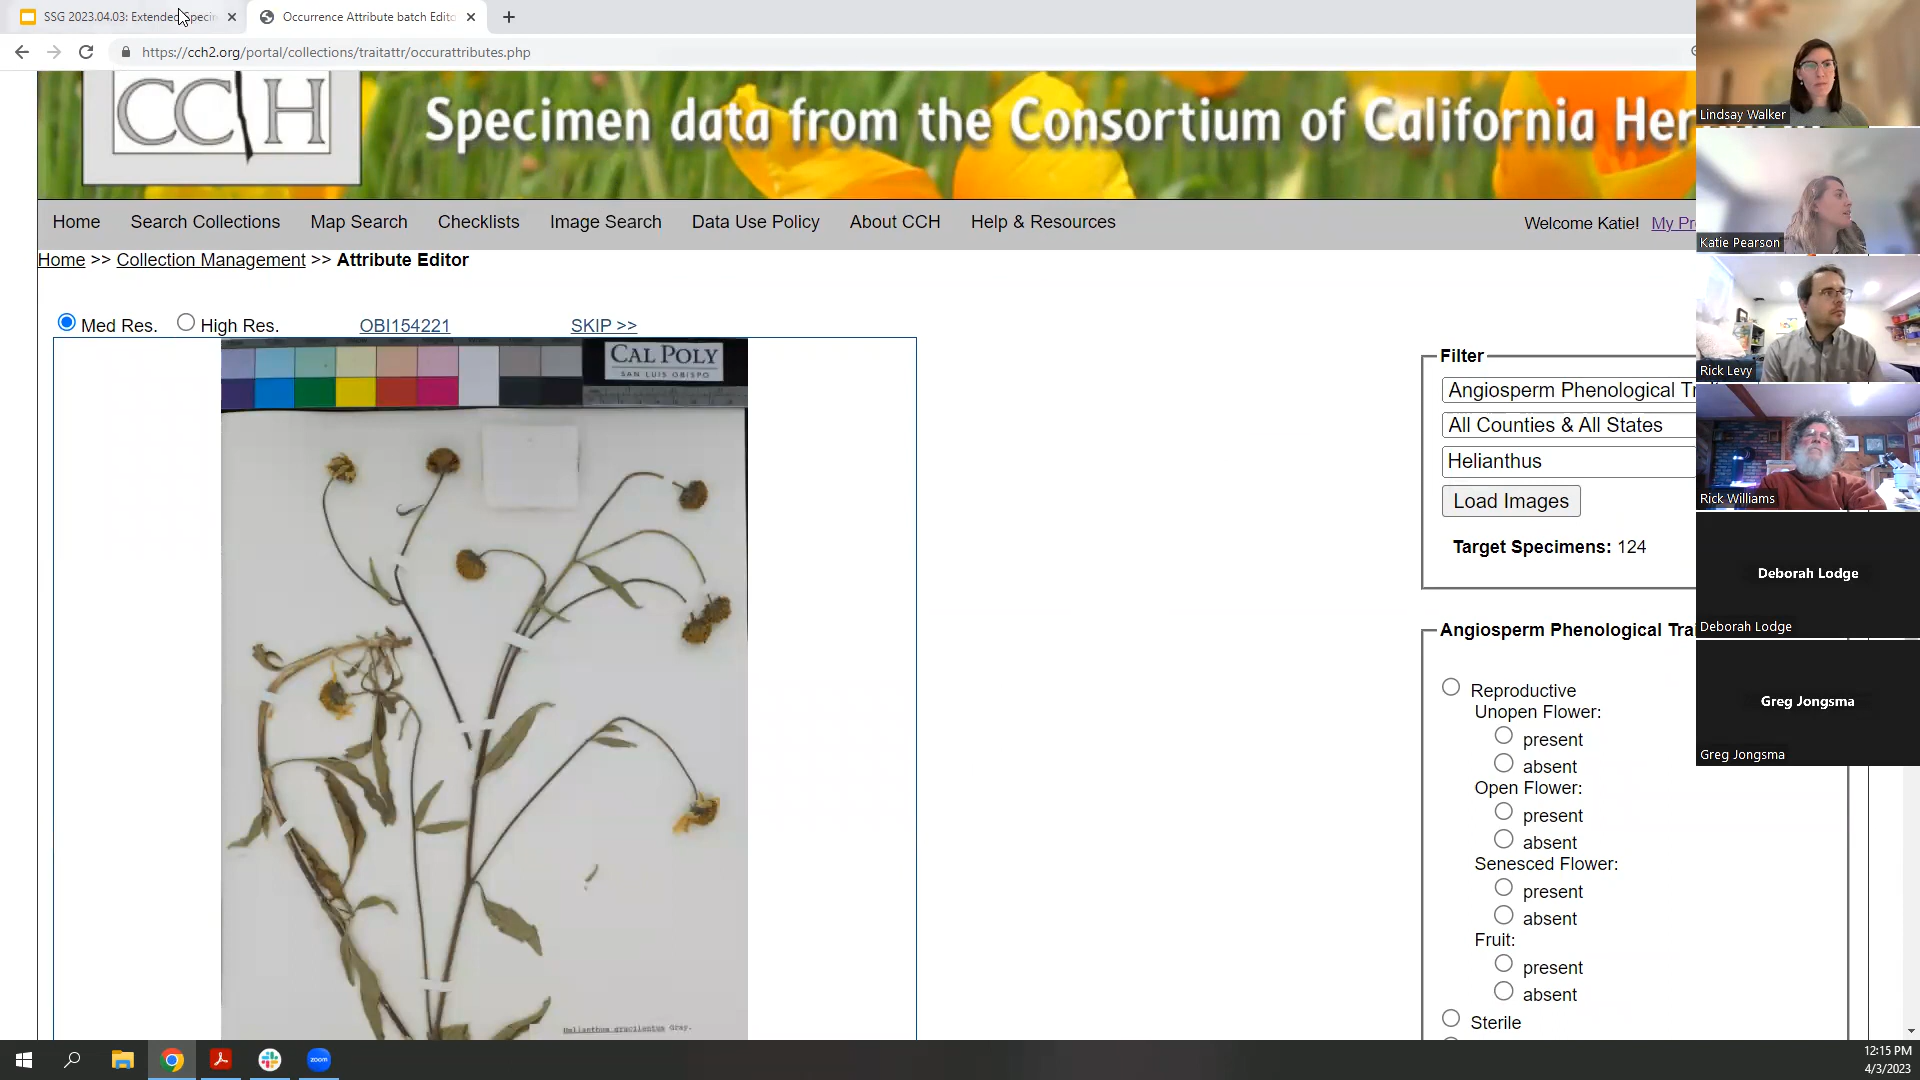 SSG 2023.04.03: Extended Specin
Occurrence Attribute batch Edito
https://cch2.org/portal/collections/traitattr/occurattributes.php
CCH
Specimen data from the Consortium of California Her
Home Search Collections Map Search Checklists Image Search Data Use Policy About CCH Help & Resources
Welcome Katie! My Pr
Home >> Collection Management >> Attribute Editor
Med Res. High Res. OBI154221 SKIP >>
CAL POLY
SAN LUIS OBISPO
Helianthus gracilentus Gray.
Filter
Angiosperm Phenological Tr
All Counties & All States
Helianthus
Load Images
Target Specimens: 124
Angiosperm Phenological Tra
Reproductive
Unopen Flower:
present
absent
Open Flower:
present
absent
Senesced Flower:
present
absent
Fruit:
present
absent
Sterile
Lindsay Walker
Katie Pearson
Rick Levy
Rick Williams
Deborah Lodge
Deborah Lodge
Greg Jongsma
Greg Jongsma
zoom
12:15 PM
4/3/2023